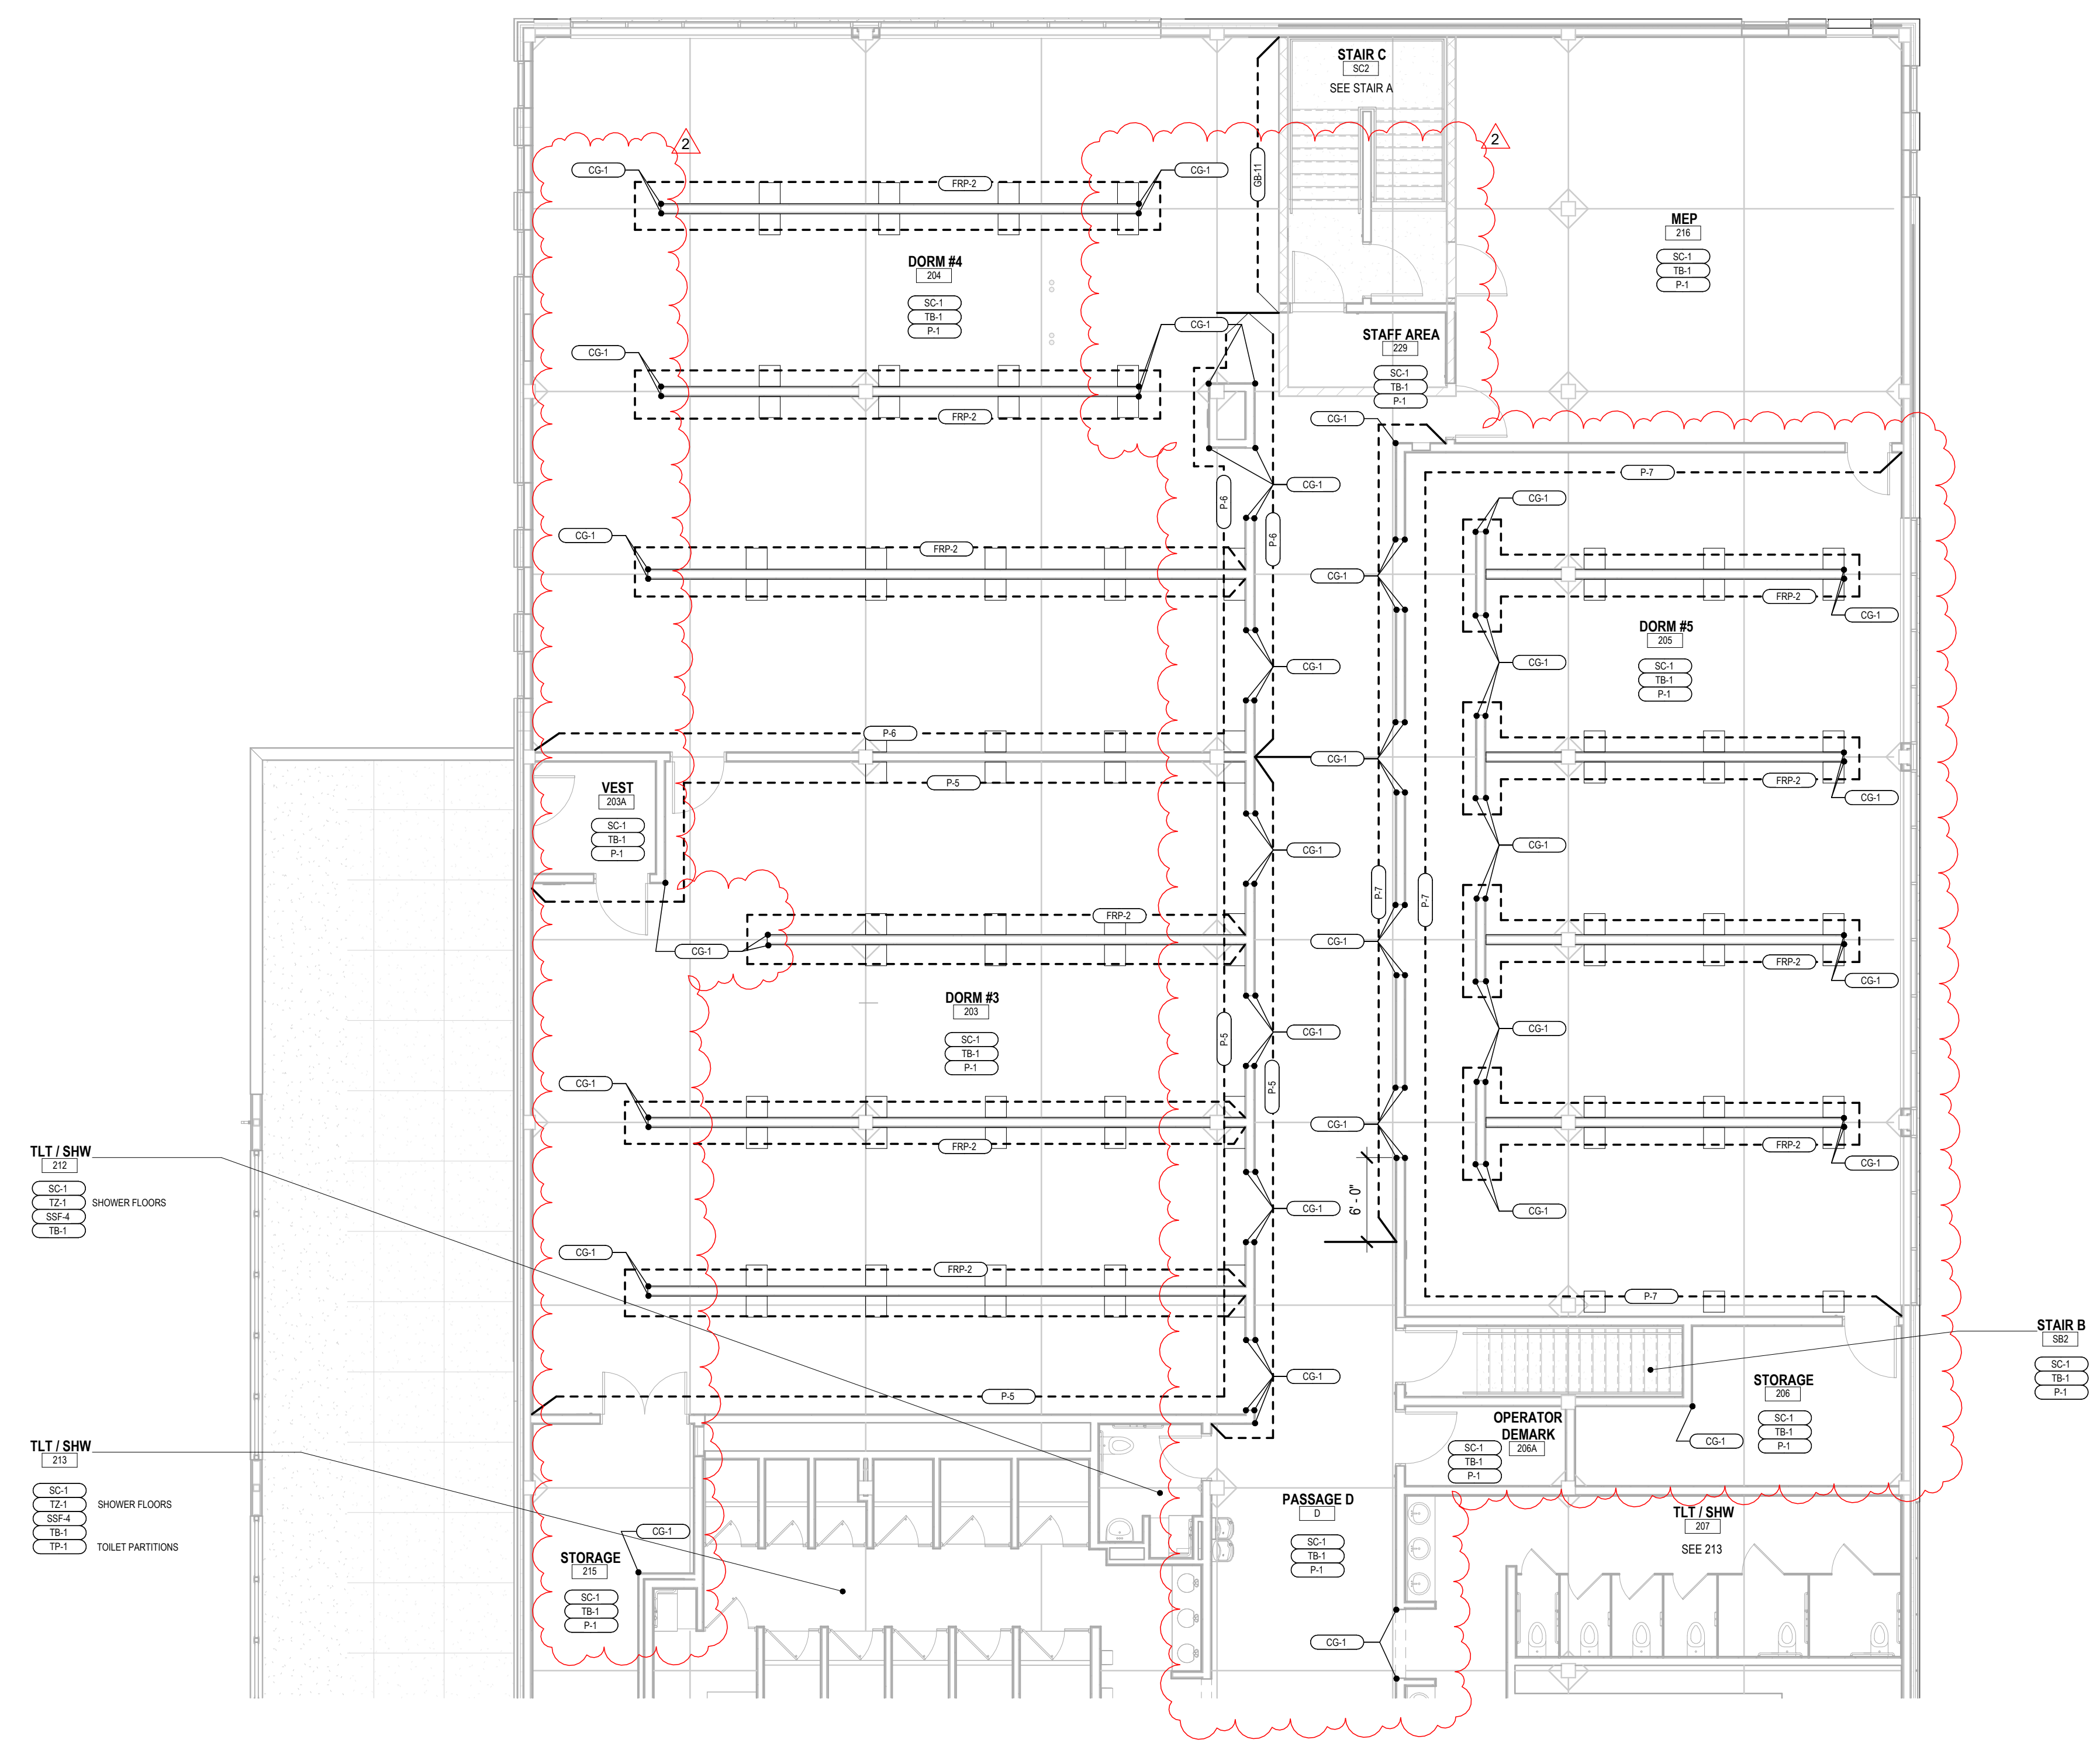 STAIR C
SC2
SEE STAIR A
2
2
CG-1
FRP-2
CG-1
GB-11
MEP
216
SC-1
TB-1
P-1
DORM #4
204
SC-1
TB-1
P-1
CG-1
CG-1
STAFF AREA
229
SC-1
TB-1
P-1
FRP-2
CG-1
P-7
CG-1
P-6
CG-1
P-6
CG-1
FRP-2
CG-1
FRP-2
CG-1
DORM #5
205
SC-1
TB-1
P-1
CG-1
CG-1
P-6
CG-1
P-5
FRP-2
VEST
203A
SC-1
TB-1
P-1
CG-1
CG-1
CG-1
P-7
P-7
FRP-2
CG-1
CG-1
FRP-2
CG-1
DORM #3
203
SC-1
TB-1
P-1
P-5
CG-1
CG-1
CG-1
P-5
CG-1
FRP-2
FRP-2
TLT / SHW
212
SC-1
TZ-1 SHOWER FLOORS
SSF-4
TB-1
CG-1
6' - 0"
CG-1
CG-1
CG-1
FRP-2
P-7
STAIR B
SB2
SC-1
TB-1
P-1
P-5
CG-1
STORAGE
206
SC-1
TB-1
P-1
OPERATOR
DEMARK
206A
SC-1
TB-1
P-1
CG-1
TLT / SHW
213
SC-1
TZ-1 SHOWER FLOORS
SSF-4
TB-1
TP-1 TOILET PARTITIONS
CG-1
STORAGE
215
SC-1
TB-1
P-1
PASSAGE D
D
SC-1
TB-1
P-1
CG-1
TLT / SHW
207
SEE 213